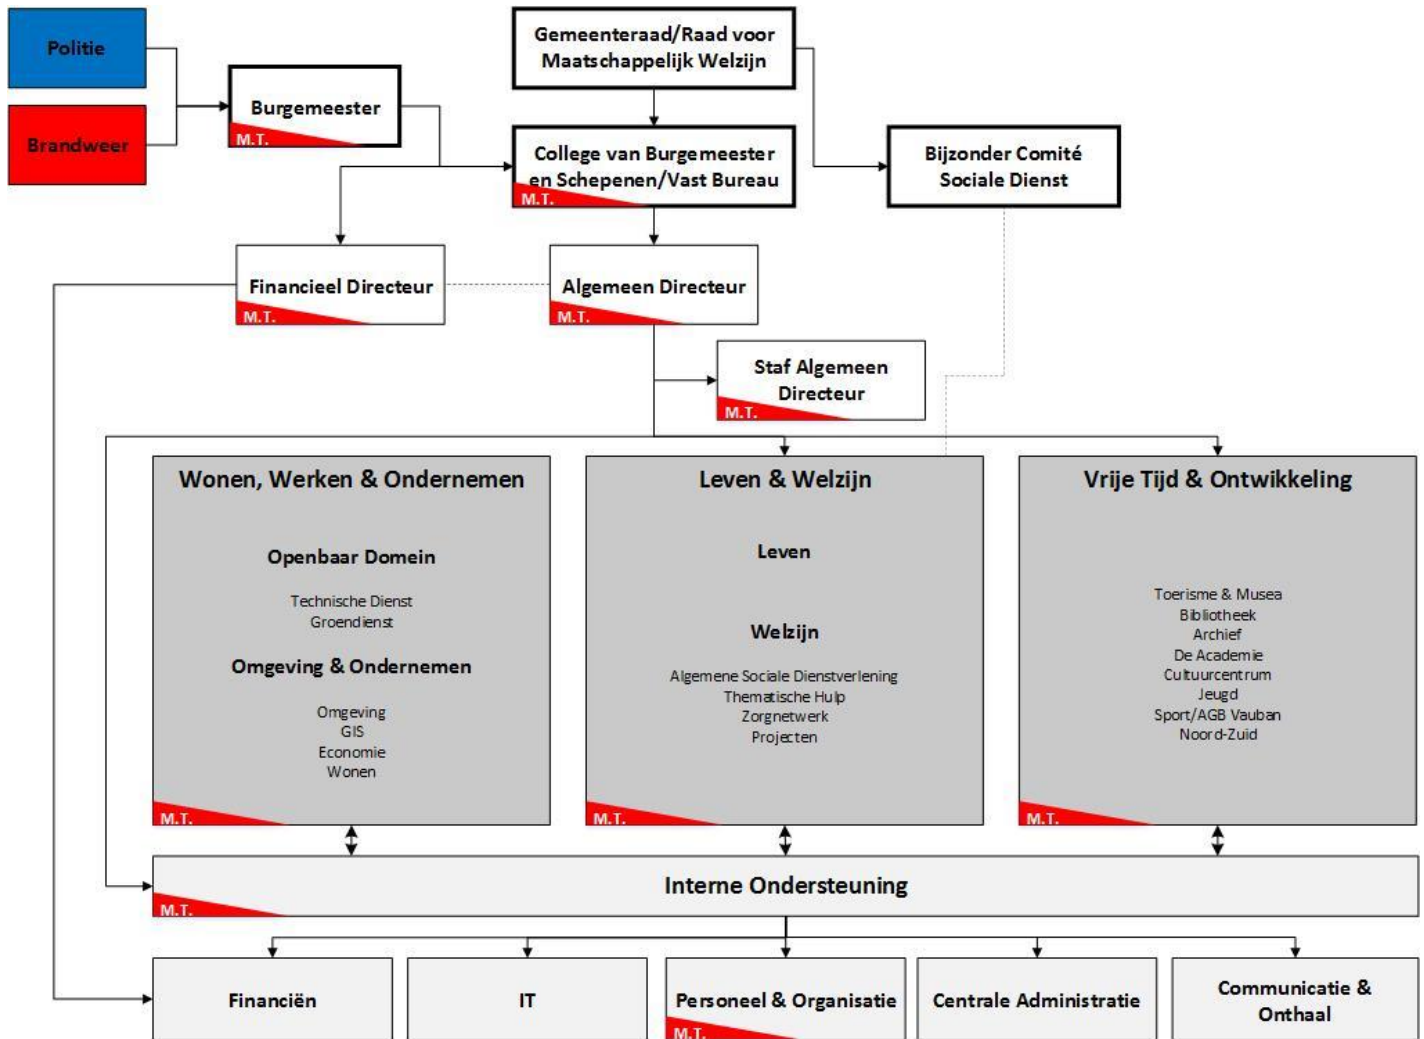 Politie
Brandweer
Burgemeester
M.T.
Gemeenteraad/Raad voor
Maatschappelijk Welzijn
College van Burgemeester
en Schepenen/Vast Bureau
M.T.
Bijzonder Comité
Sociale Dienst
Financieel Directeur
M.T.
Algemeen Directeur
M.T.
Staf Algemeen
Directeur
M.T.
Wonen, Werken & Ondernemen
Openbaar Domein
Technische Dienst
Groendienst
Omgeving & Ondernemen
Omgeving
GIS
Economie
Wonen
M.T.
Leven & Welzijn
Leven
Welzijn
Algemene Sociale Dienstverlening
Thematische Hulp
Zorgnetwerk
Projecten
M.T.
Vrije Tijd & Ontwikkeling
Toerisme & Musea
Bibliotheek
Archief
De Academie
Cultuurcentrum
Jeugd
Sport/AGB Vauban
Noord-Zuid
M.T.
Interne Ondersteuning
M.T.
Financiën
IT
Personeel & Organisatie
M.T.
Centrale Administratie
Communicatie &
Onthaal